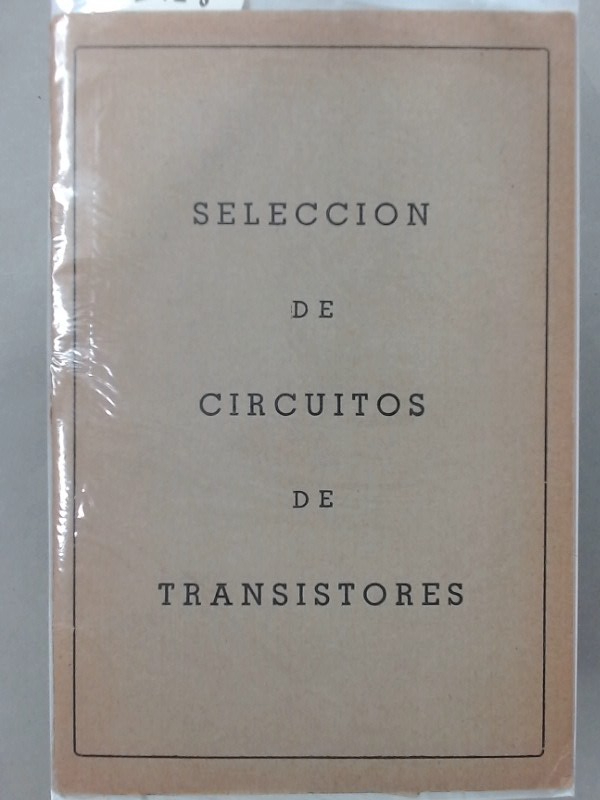 SELECCION
DE
CIRCUITOS
DE
TRANSISTORES